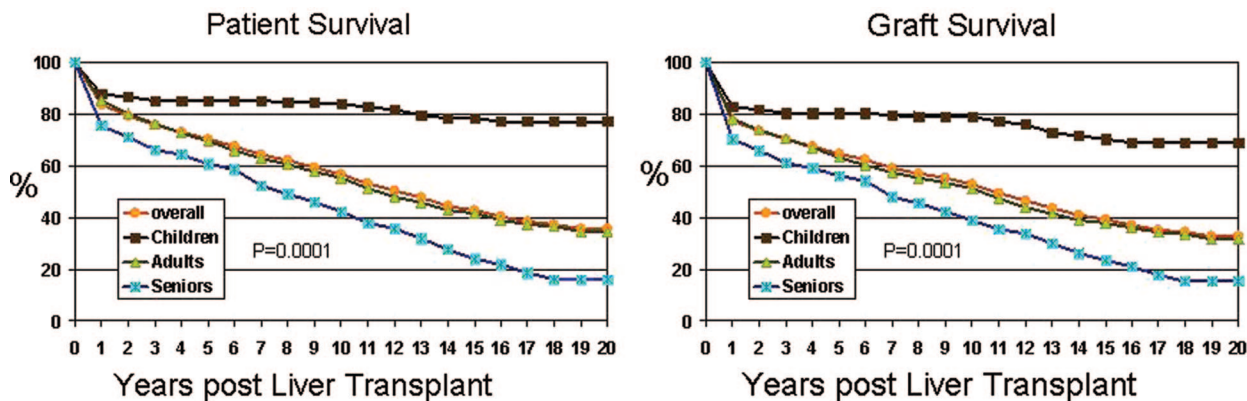 Patient Survival
100
80
60
40
20
0
%
overall
Children
Adults
Seniors
P=0.0001
0 1 2 3 4 5 6 7 8 9 10 11 12 13 14 15 16 17 18 19 20
Years post Liver Transplant
Graft Survival
100
80
60
40
20
0
%
overall
Children
Adults
Seniors
P=0.0001
0 1 2 3 4 5 6 7 8 9 10 11 12 13 14 15 16 17 18 19 20
Years post Liver Transplant